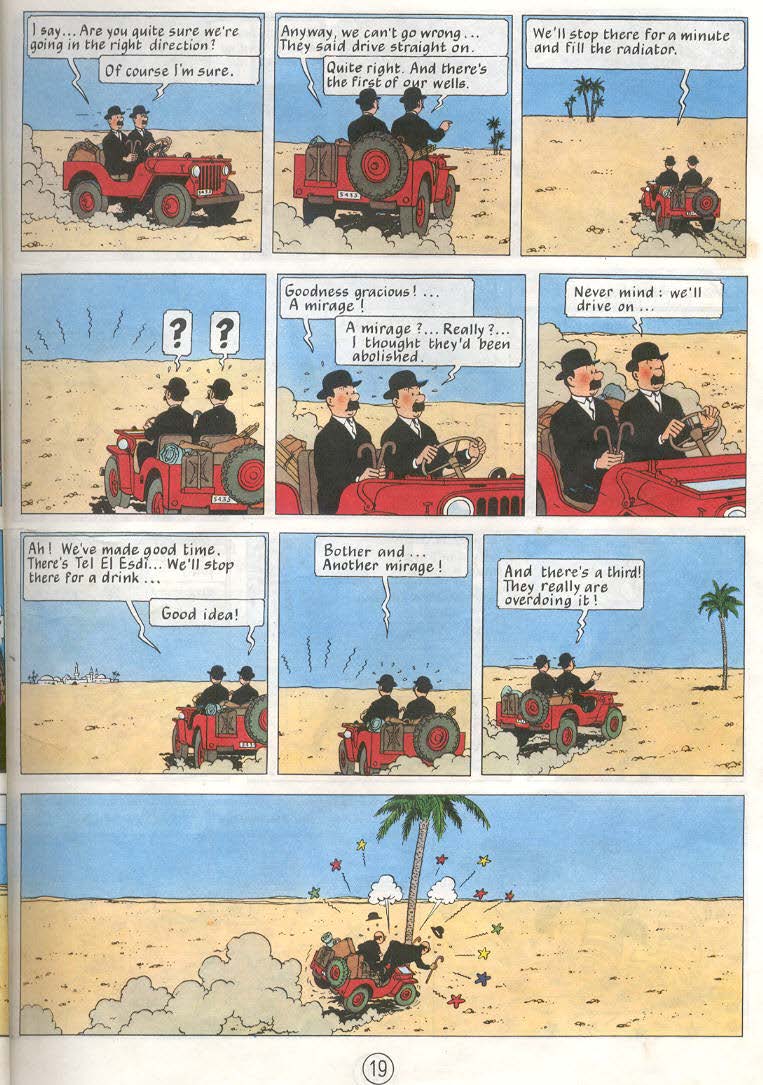 I say... Are you quite sure we're
going in the right direction?
Of course I'm sure.
Anyway, we can't go wrong...
They said drive straight on.
Quite right. And there's
the first of our wells.
We'll stop there for a minute
and fill the radiator.
5433
5433
?
?
5433
Goodness gracious! ...
A mirage!
A mirage?... Really?...
I thought they'd been
abolished.
Never mind: we'll
drive on ...
Ah! We've made good time.
There's Tel El Esdi... We'll stop
there for a drink ...
Good idea!
5433
Bother and ...
Another mirage!
And there's a third!
They really are
overdoing it!
19